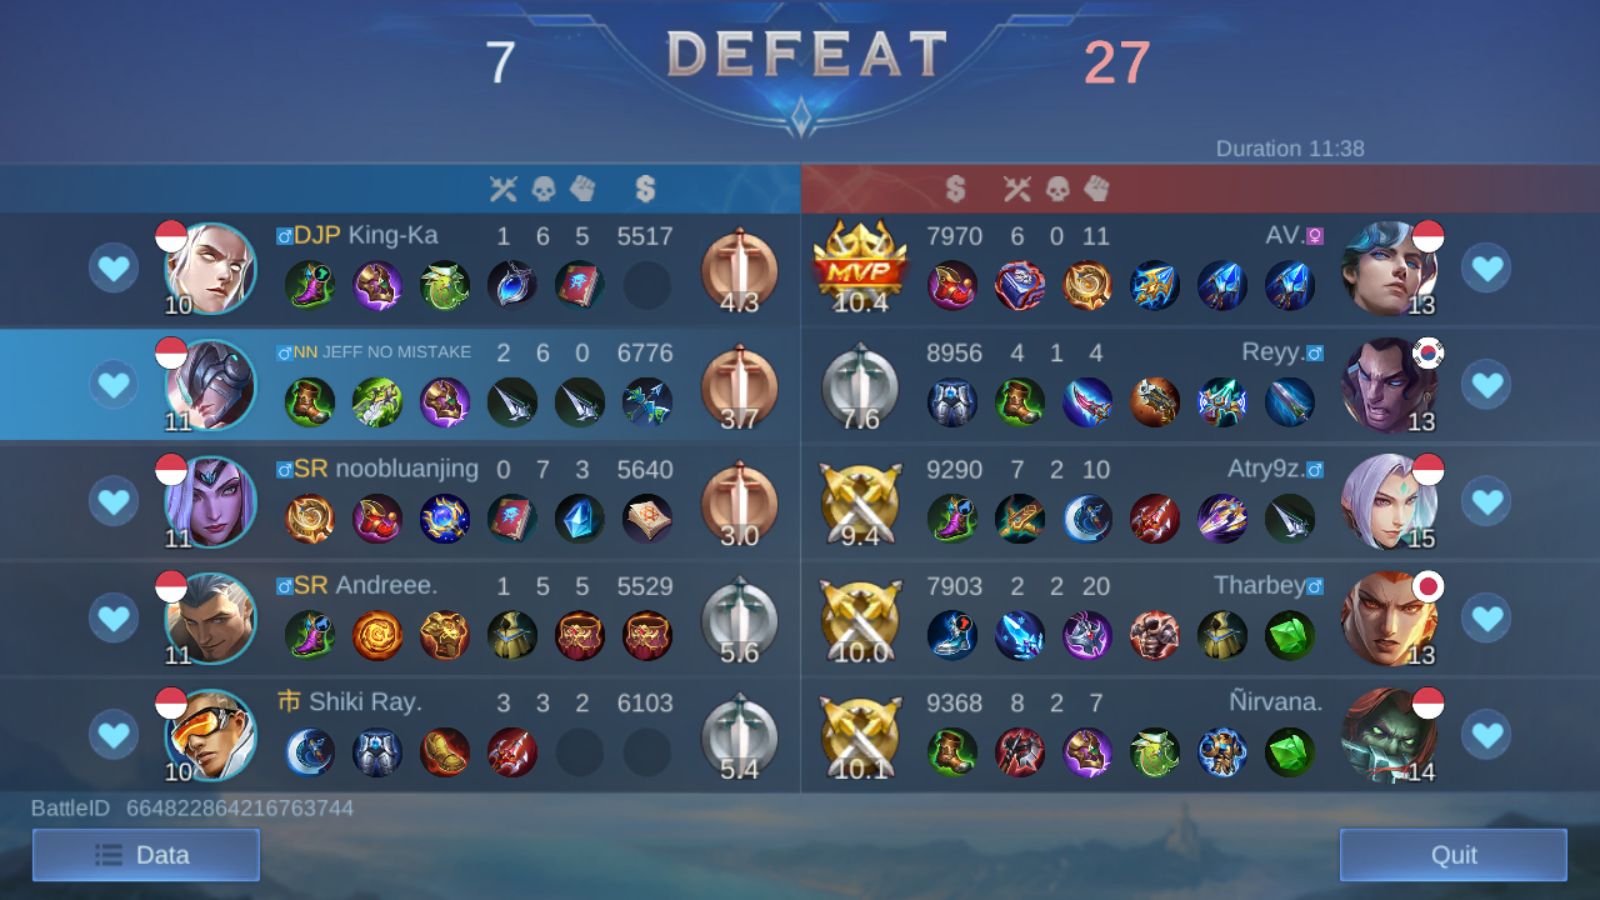 7 DEFEAT 27
Duration 11:38
DJP King-Ka 1 6 5 5517 4.3 10
MVP 10.4 7970 6 0 11 AV. 13
NN JEFF NO MISTAKE 2 6 0 6776 3.7 11
7.6 8956 4 1 4 Reyy. 13
SR noobluanjing 0 7 3 5640 3.0 11
9.4 9290 7 2 10 Atry9z. 15
SR Andreee. 1 5 5 5529 5.6 11
10.0 7903 2 2 20 Tharbey 13
市 Shiki Ray. 3 3 2 6103 5.4 10
10.1 9368 8 2 7 Ñirvana. 14
BattleID 664822864216763744
Data
Quit